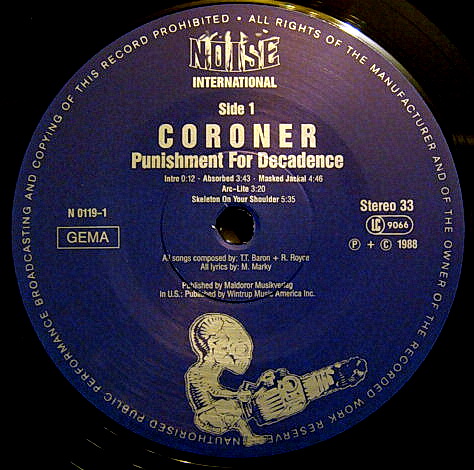 UNAUTHORISED PUBLIC PERFORMANCE BROADCASTING AND COPYING OF THIS RECORD PROHIBITED • ALL RIGHTS OF THE MANUFACTURER AND OF THE OWNER OF THE RECORDED WORK RESERVED
NOISE
INTERNATIONAL
Side 1
CORONER
Punishment For Decadence
Intro 0:12 - Absorbed 3:43 - Masked Jackal 4:46
Arc-Lite 3:20
Skeleton On Your Shoulder 5:35
N 0119-1
GEMA
Stereo 33
LC 9066
Ⓟ + Ⓒ 1988
All songs composed by: T.T. Baron + R. Royce
All lyrics by: M. Marky
Published by Maldoror Musikverlag
In U.S.: Published by Wintrup Music America Inc.